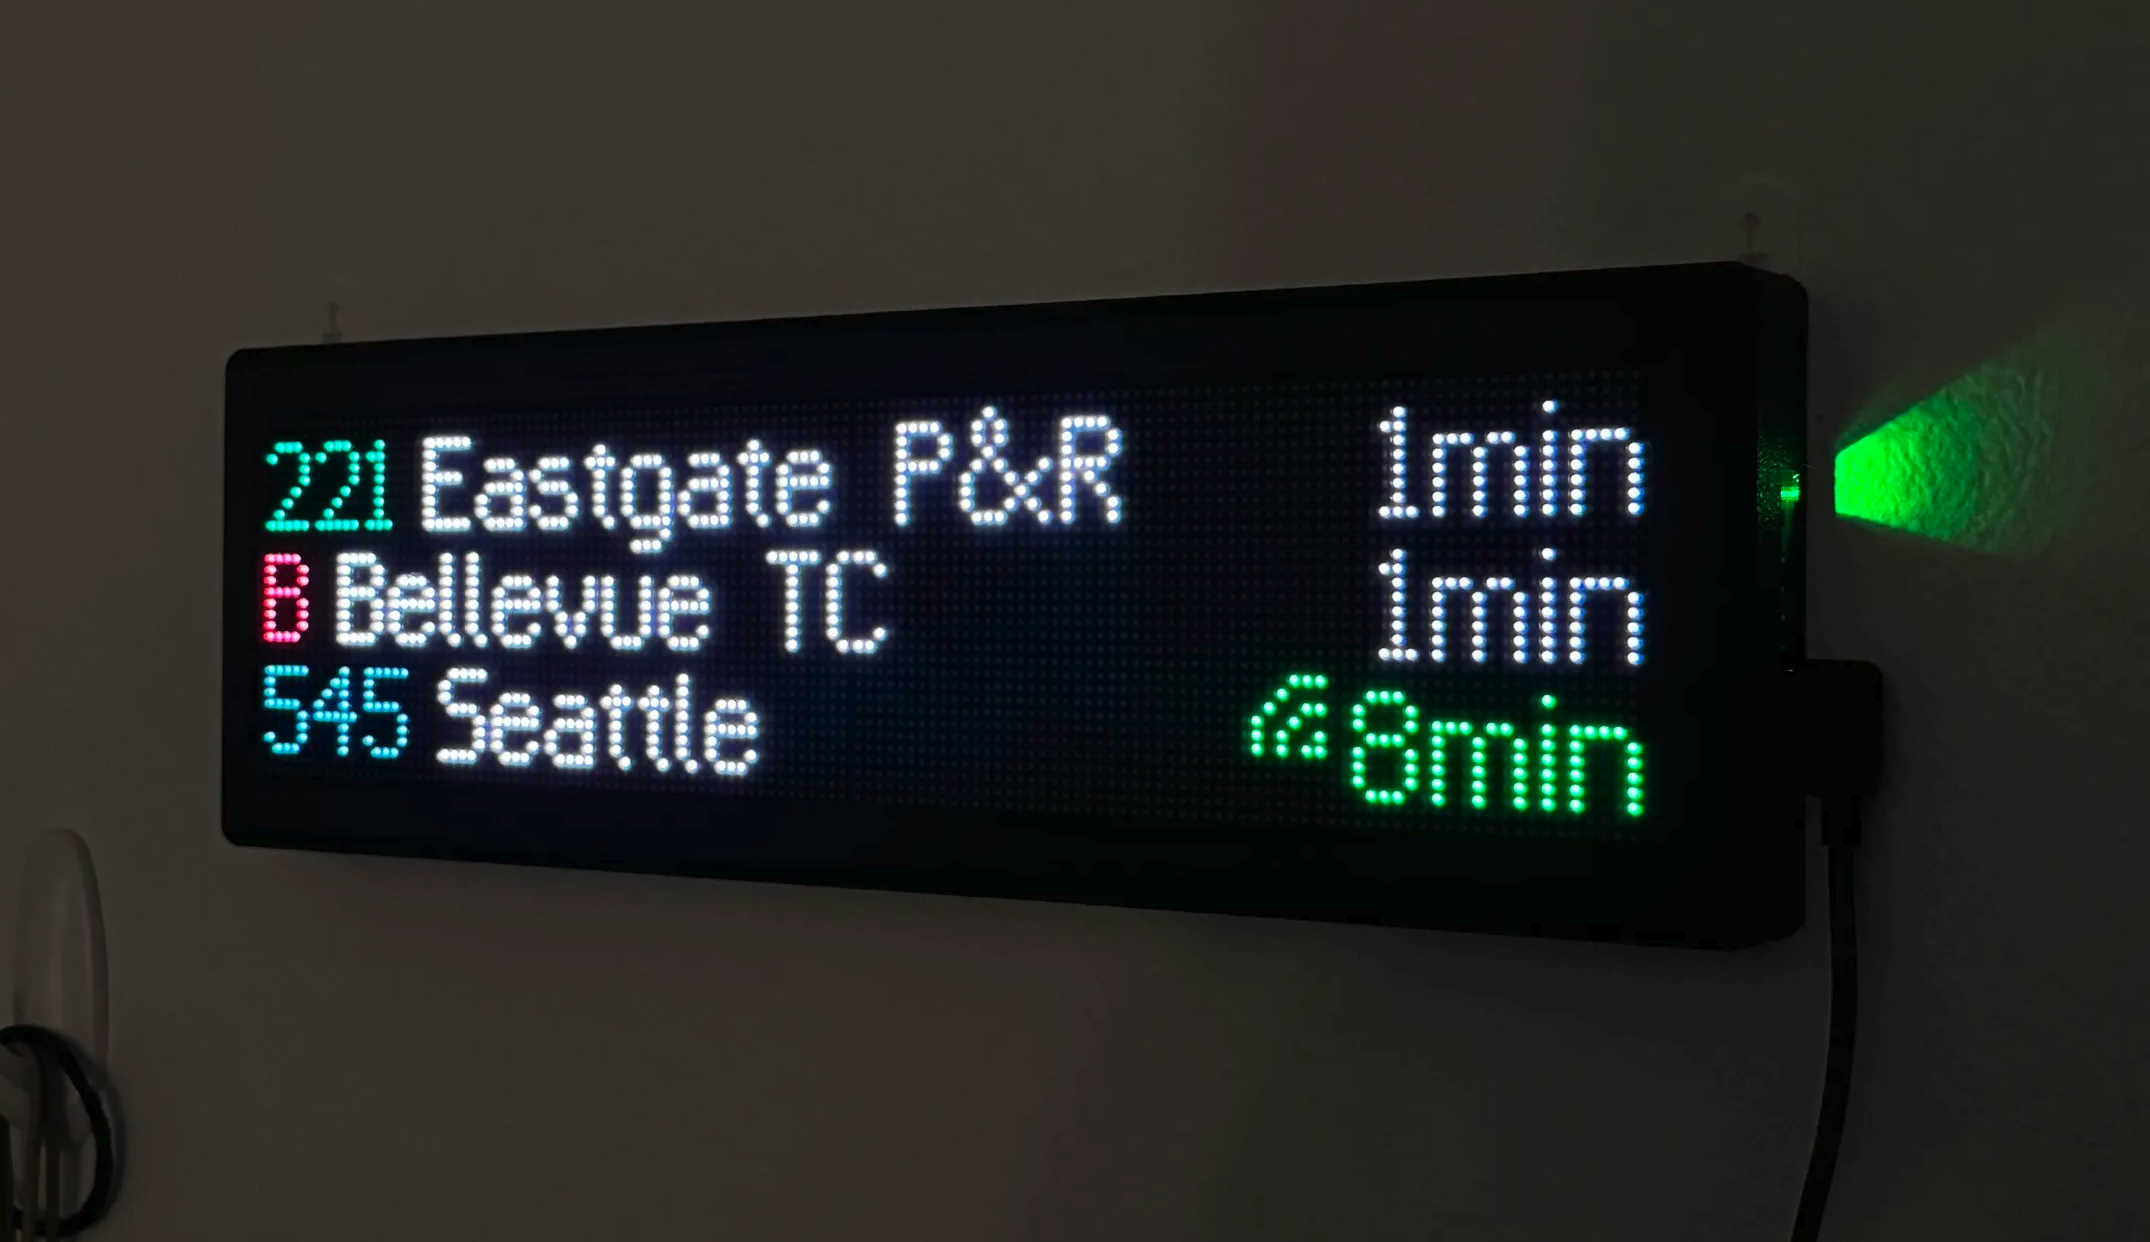 221 Eastgate P&R 1min
B Bellevue TC 1min
545 Seattle 8min